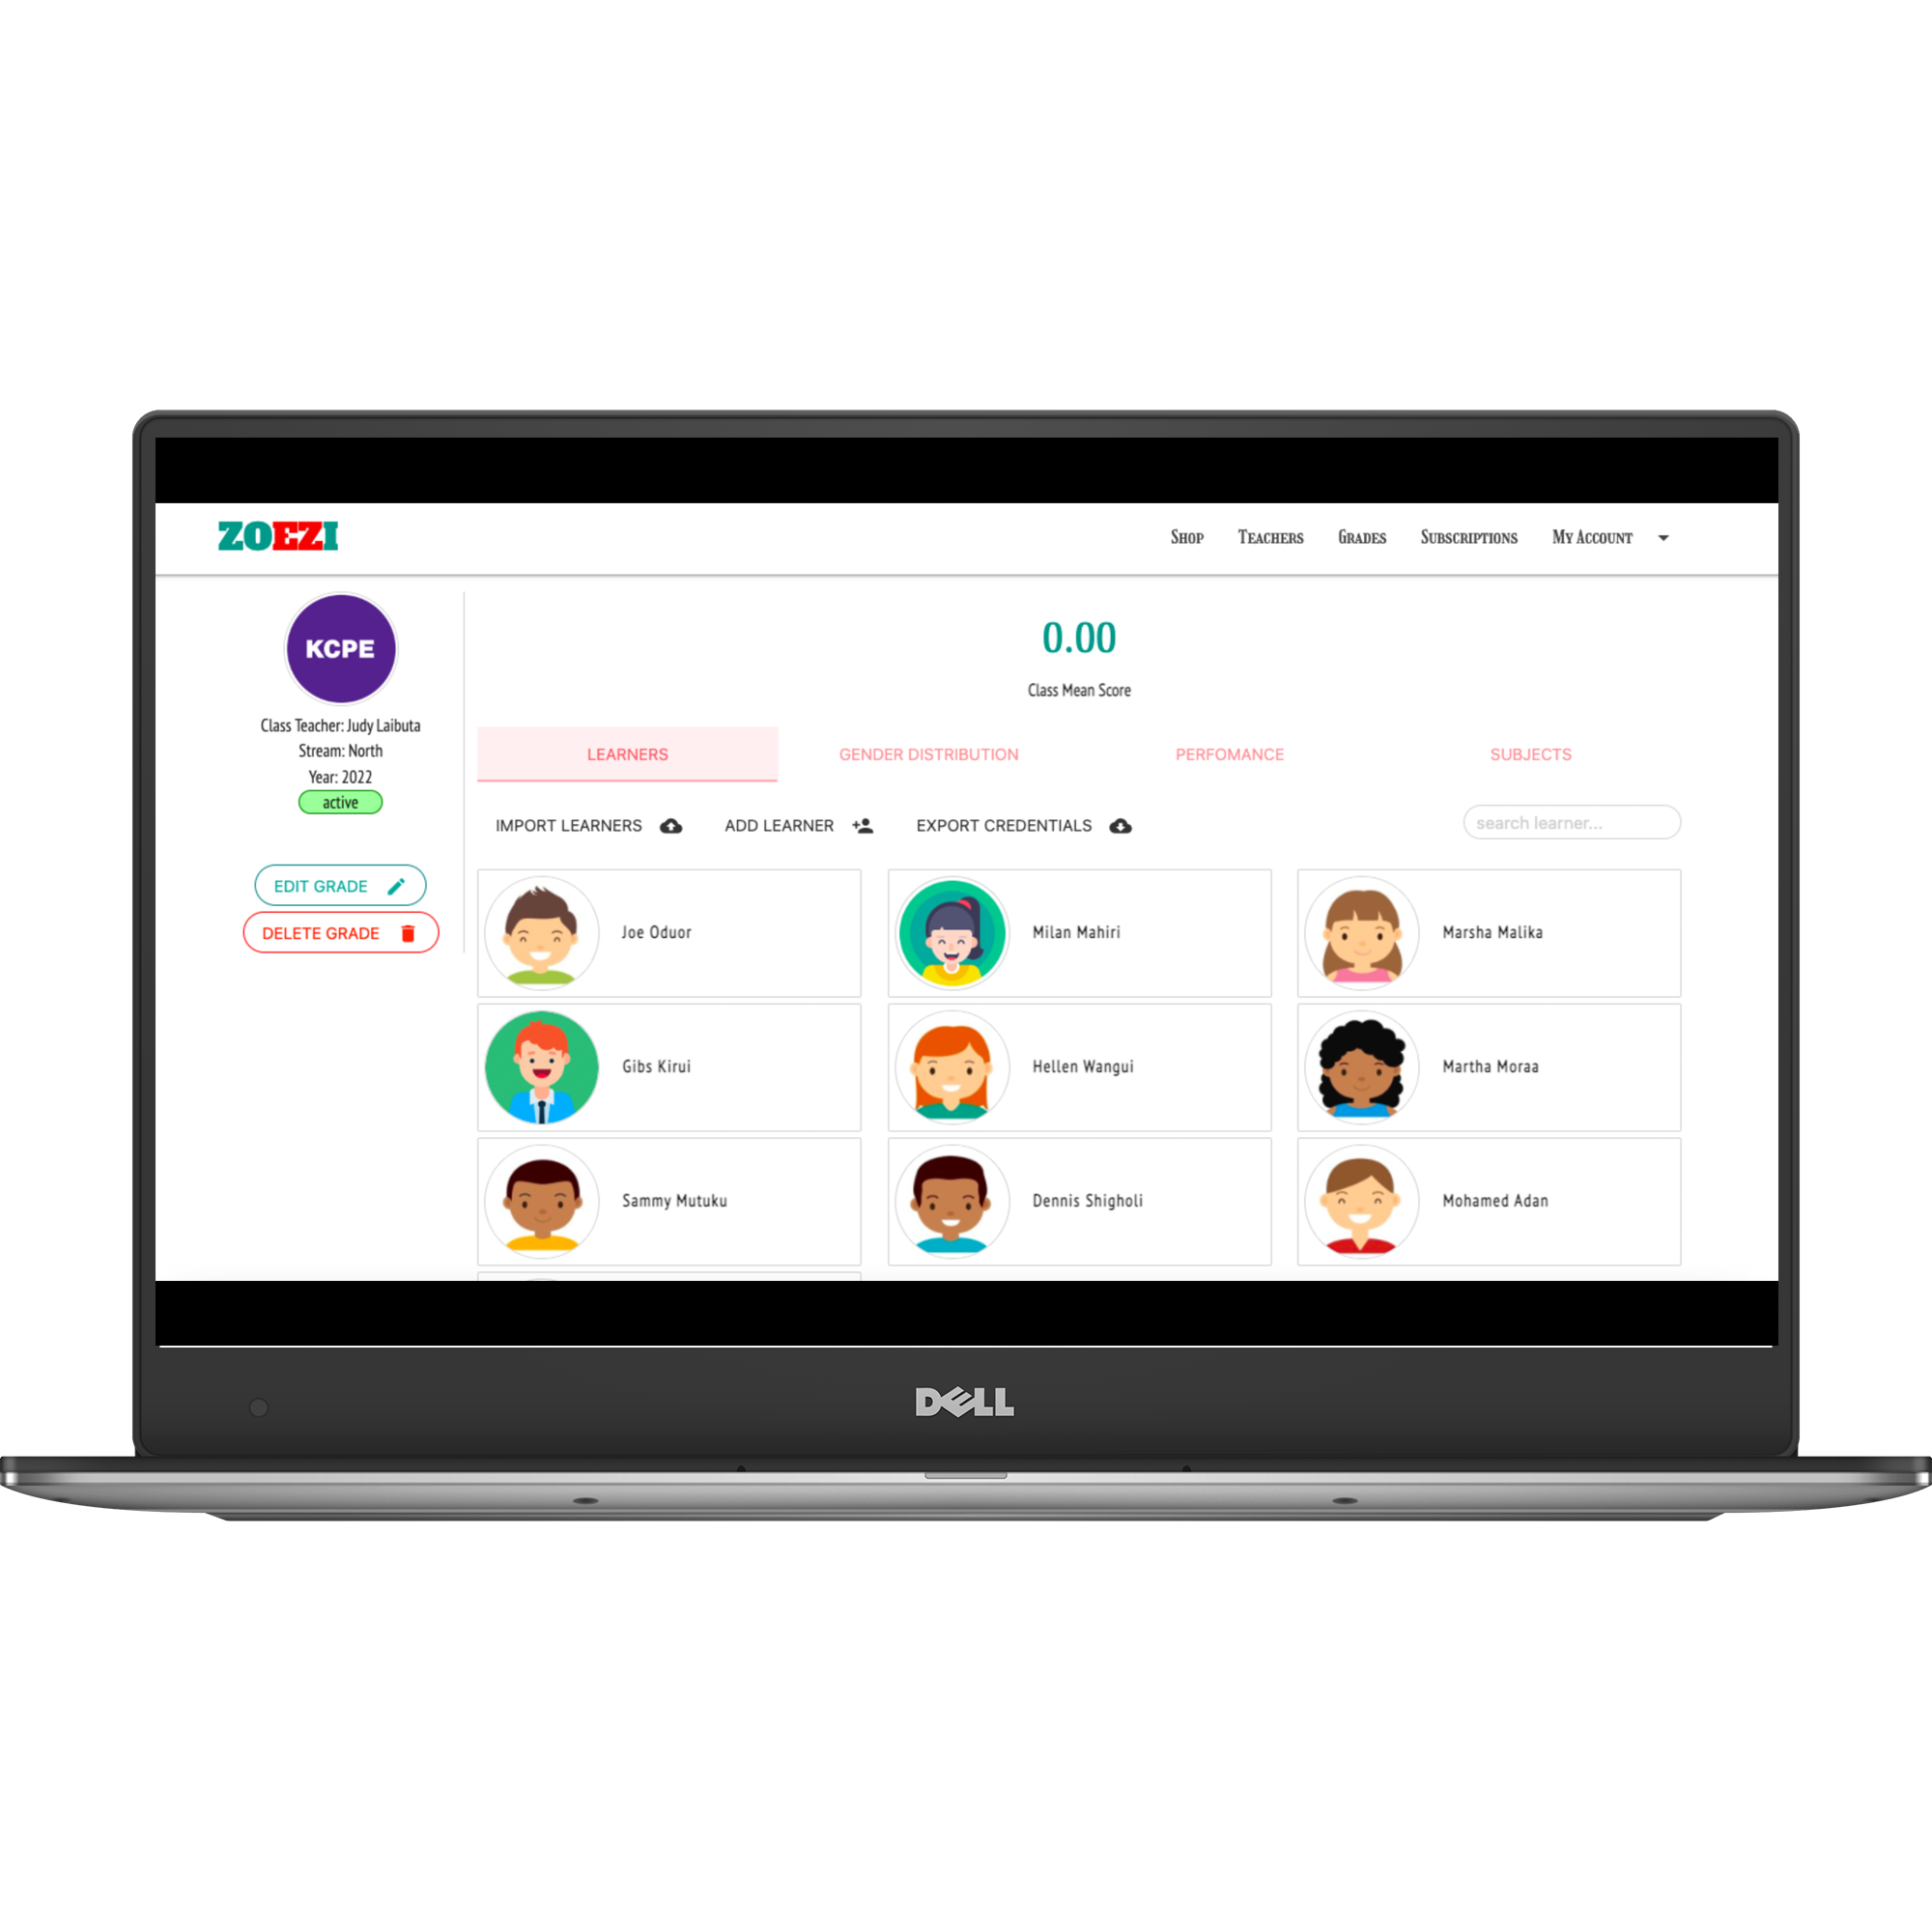 ZOEZI
Shop Teachers Grades Subscriptions My Account
KCPE
Class Teacher: Judy Laibuta
Stream: North
Year: 2022
active
EDIT GRADE
DELETE GRADE
0.00
Class Mean Score
LEARNERS GENDER DISTRIBUTION PERFOMANCE SUBJECTS
IMPORT LEARNERS ADD LEARNER EXPORT CREDENTIALS search learner...
Joe Oduor Milan Mahiri Marsha Malika
Gibs Kirui Hellen Wangui Martha Moraa
Sammy Mutuku Dennis Shigholi Mohamed Adan
DELL